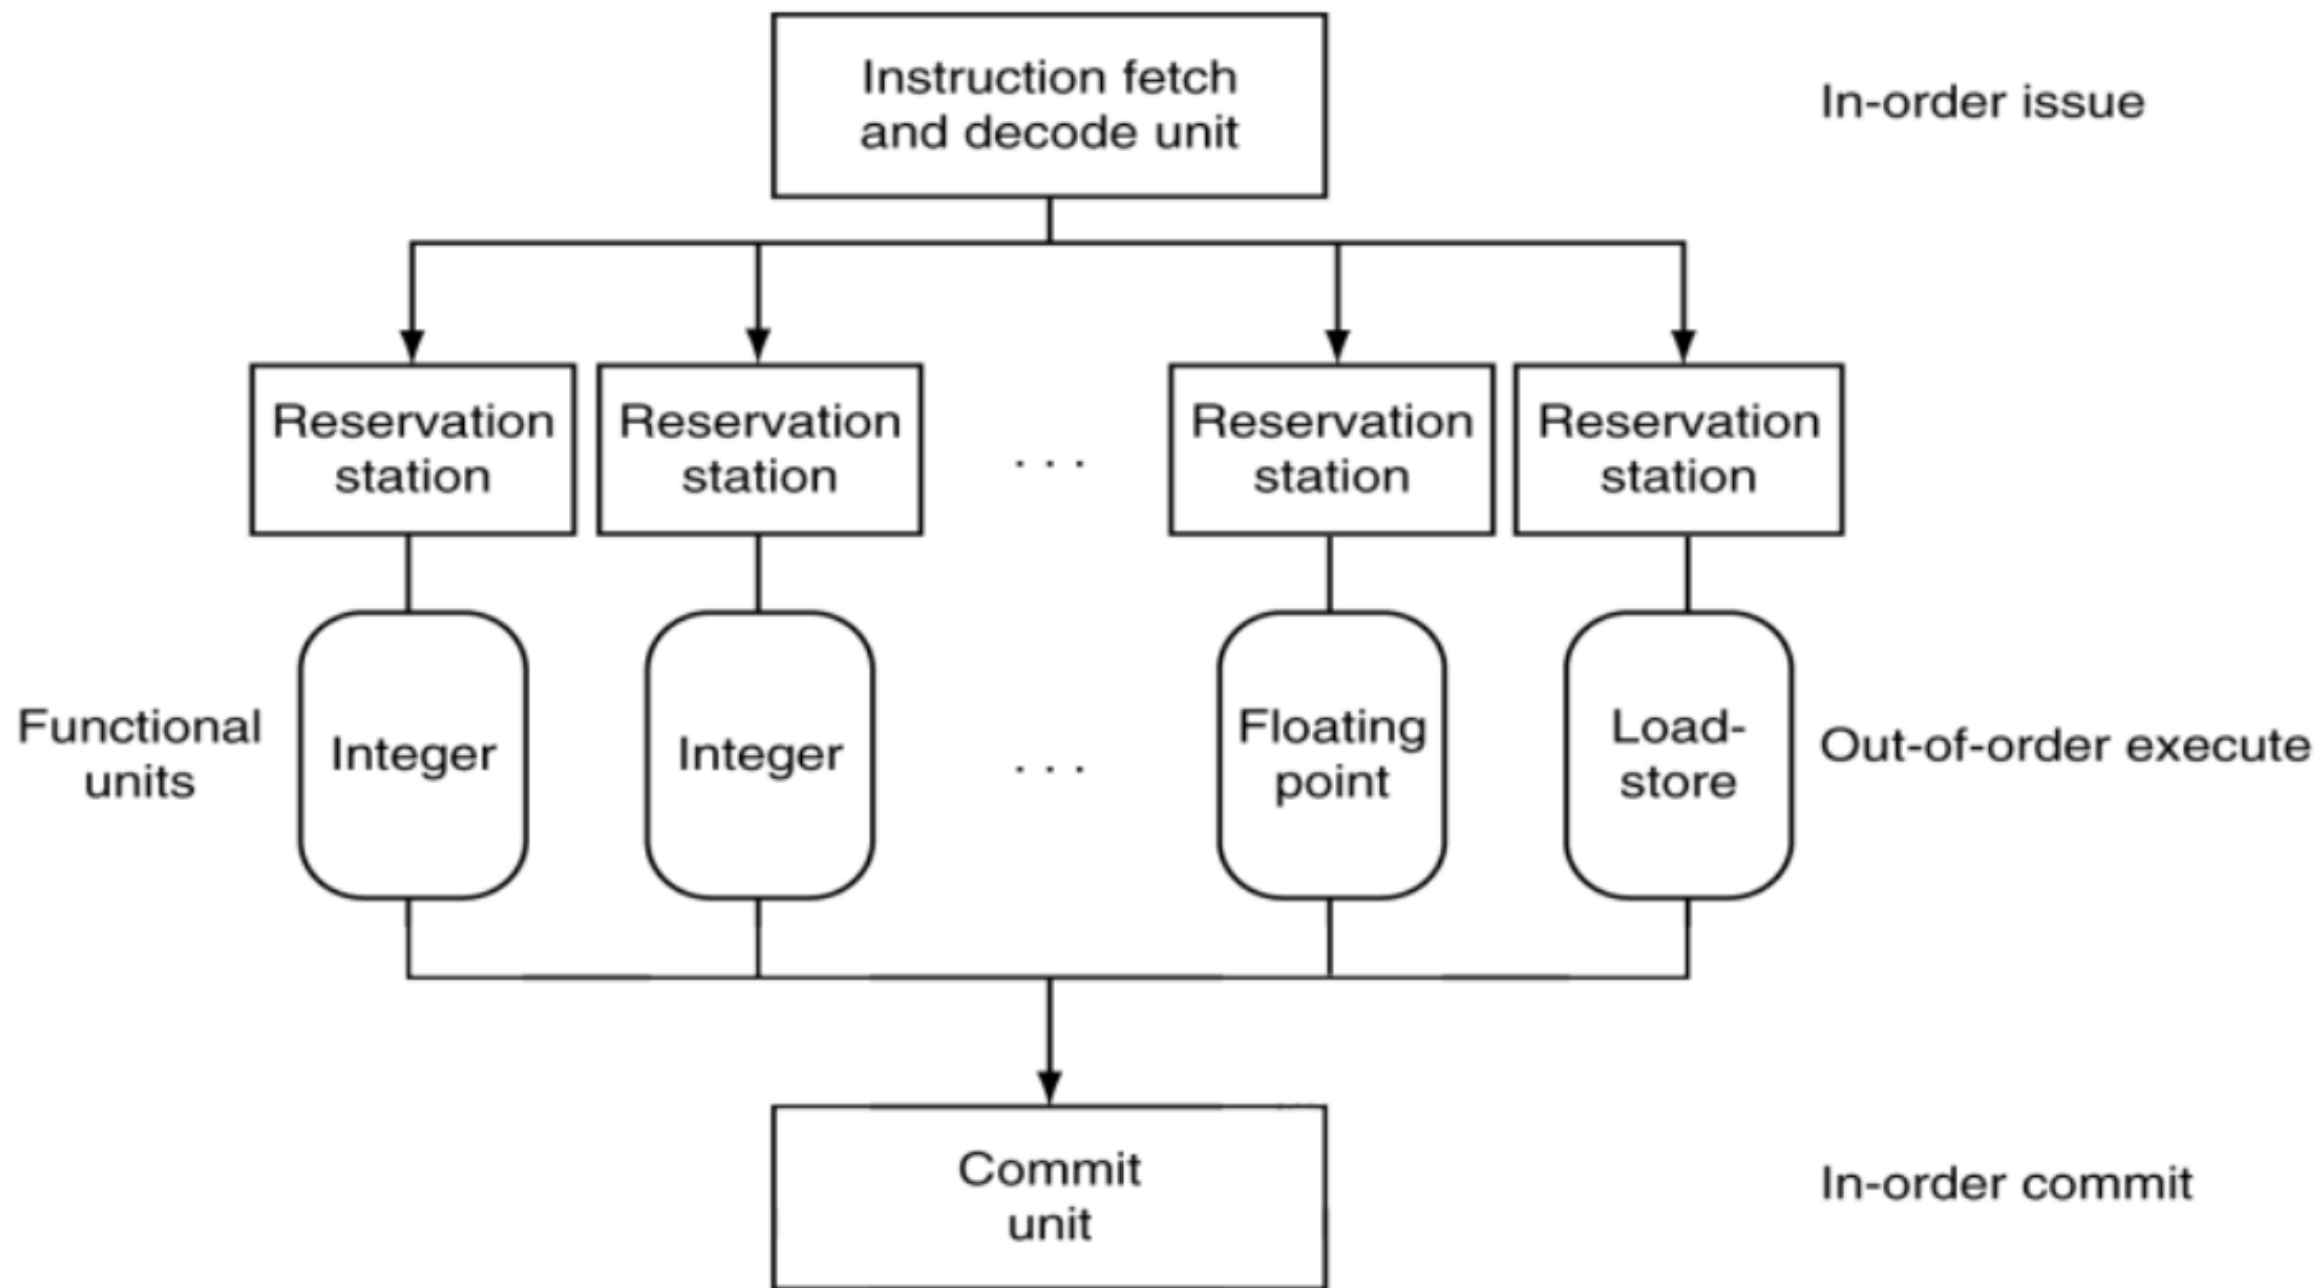 Instruction fetch
and decode unit
In-order issue
Reservation
station
Reservation
station
. . .
Reservation
station
Reservation
station
Functional
units
Integer
Integer
. . .
Floating
point
Load-
store
Out-of-order execute
Commit
unit
In-order commit